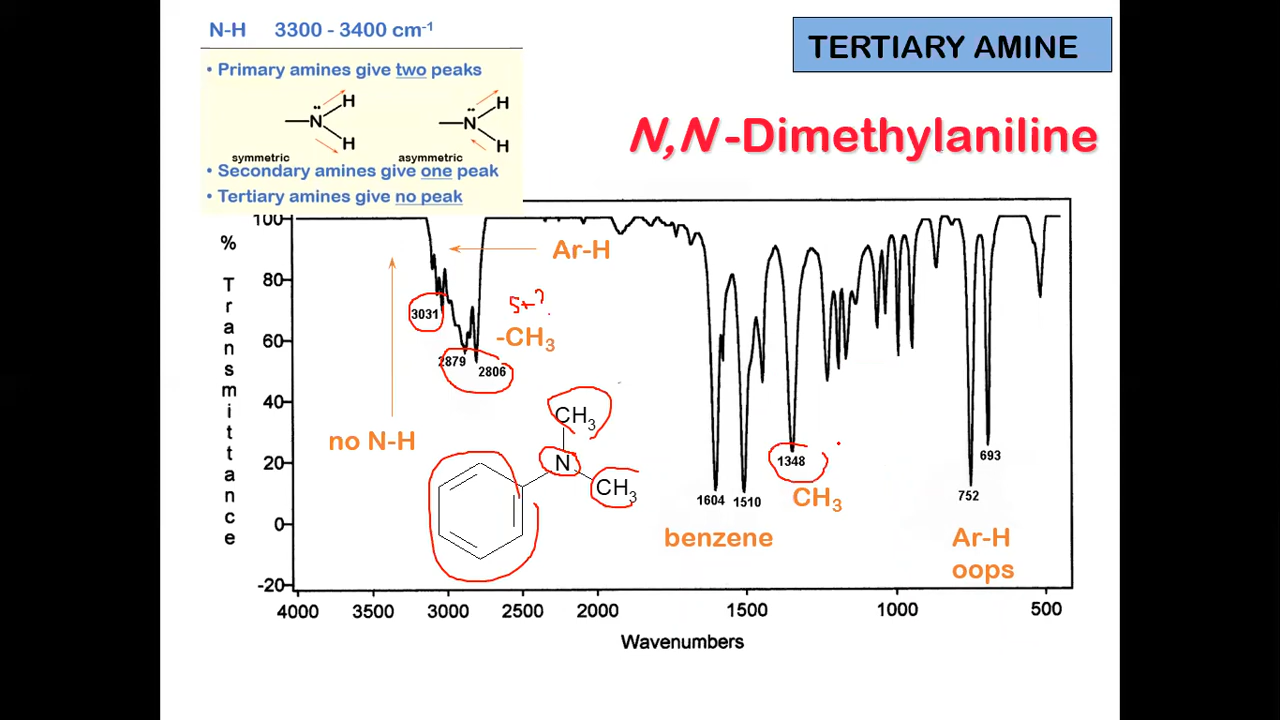 N-H 3300 - 3400 cm-1
TERTIARY AMINE
• Primary amines give two peaks
N
H
H
N
H
H
symmetric
asymmetric
• Secondary amines give one peak
• Tertiary amines give no peak
N,N-Dimethylaniline
100
80
60
40
20
0
-20
% Transmittance
Ar-H
3031
-CH3
2879
2806
no N-H
CH3
N
CH3
1604
1510
benzene
1348
CH3
752
693
Ar-H
oops
4000 3500 3000 2500 2000 1500 1000 500
Wavenumbers